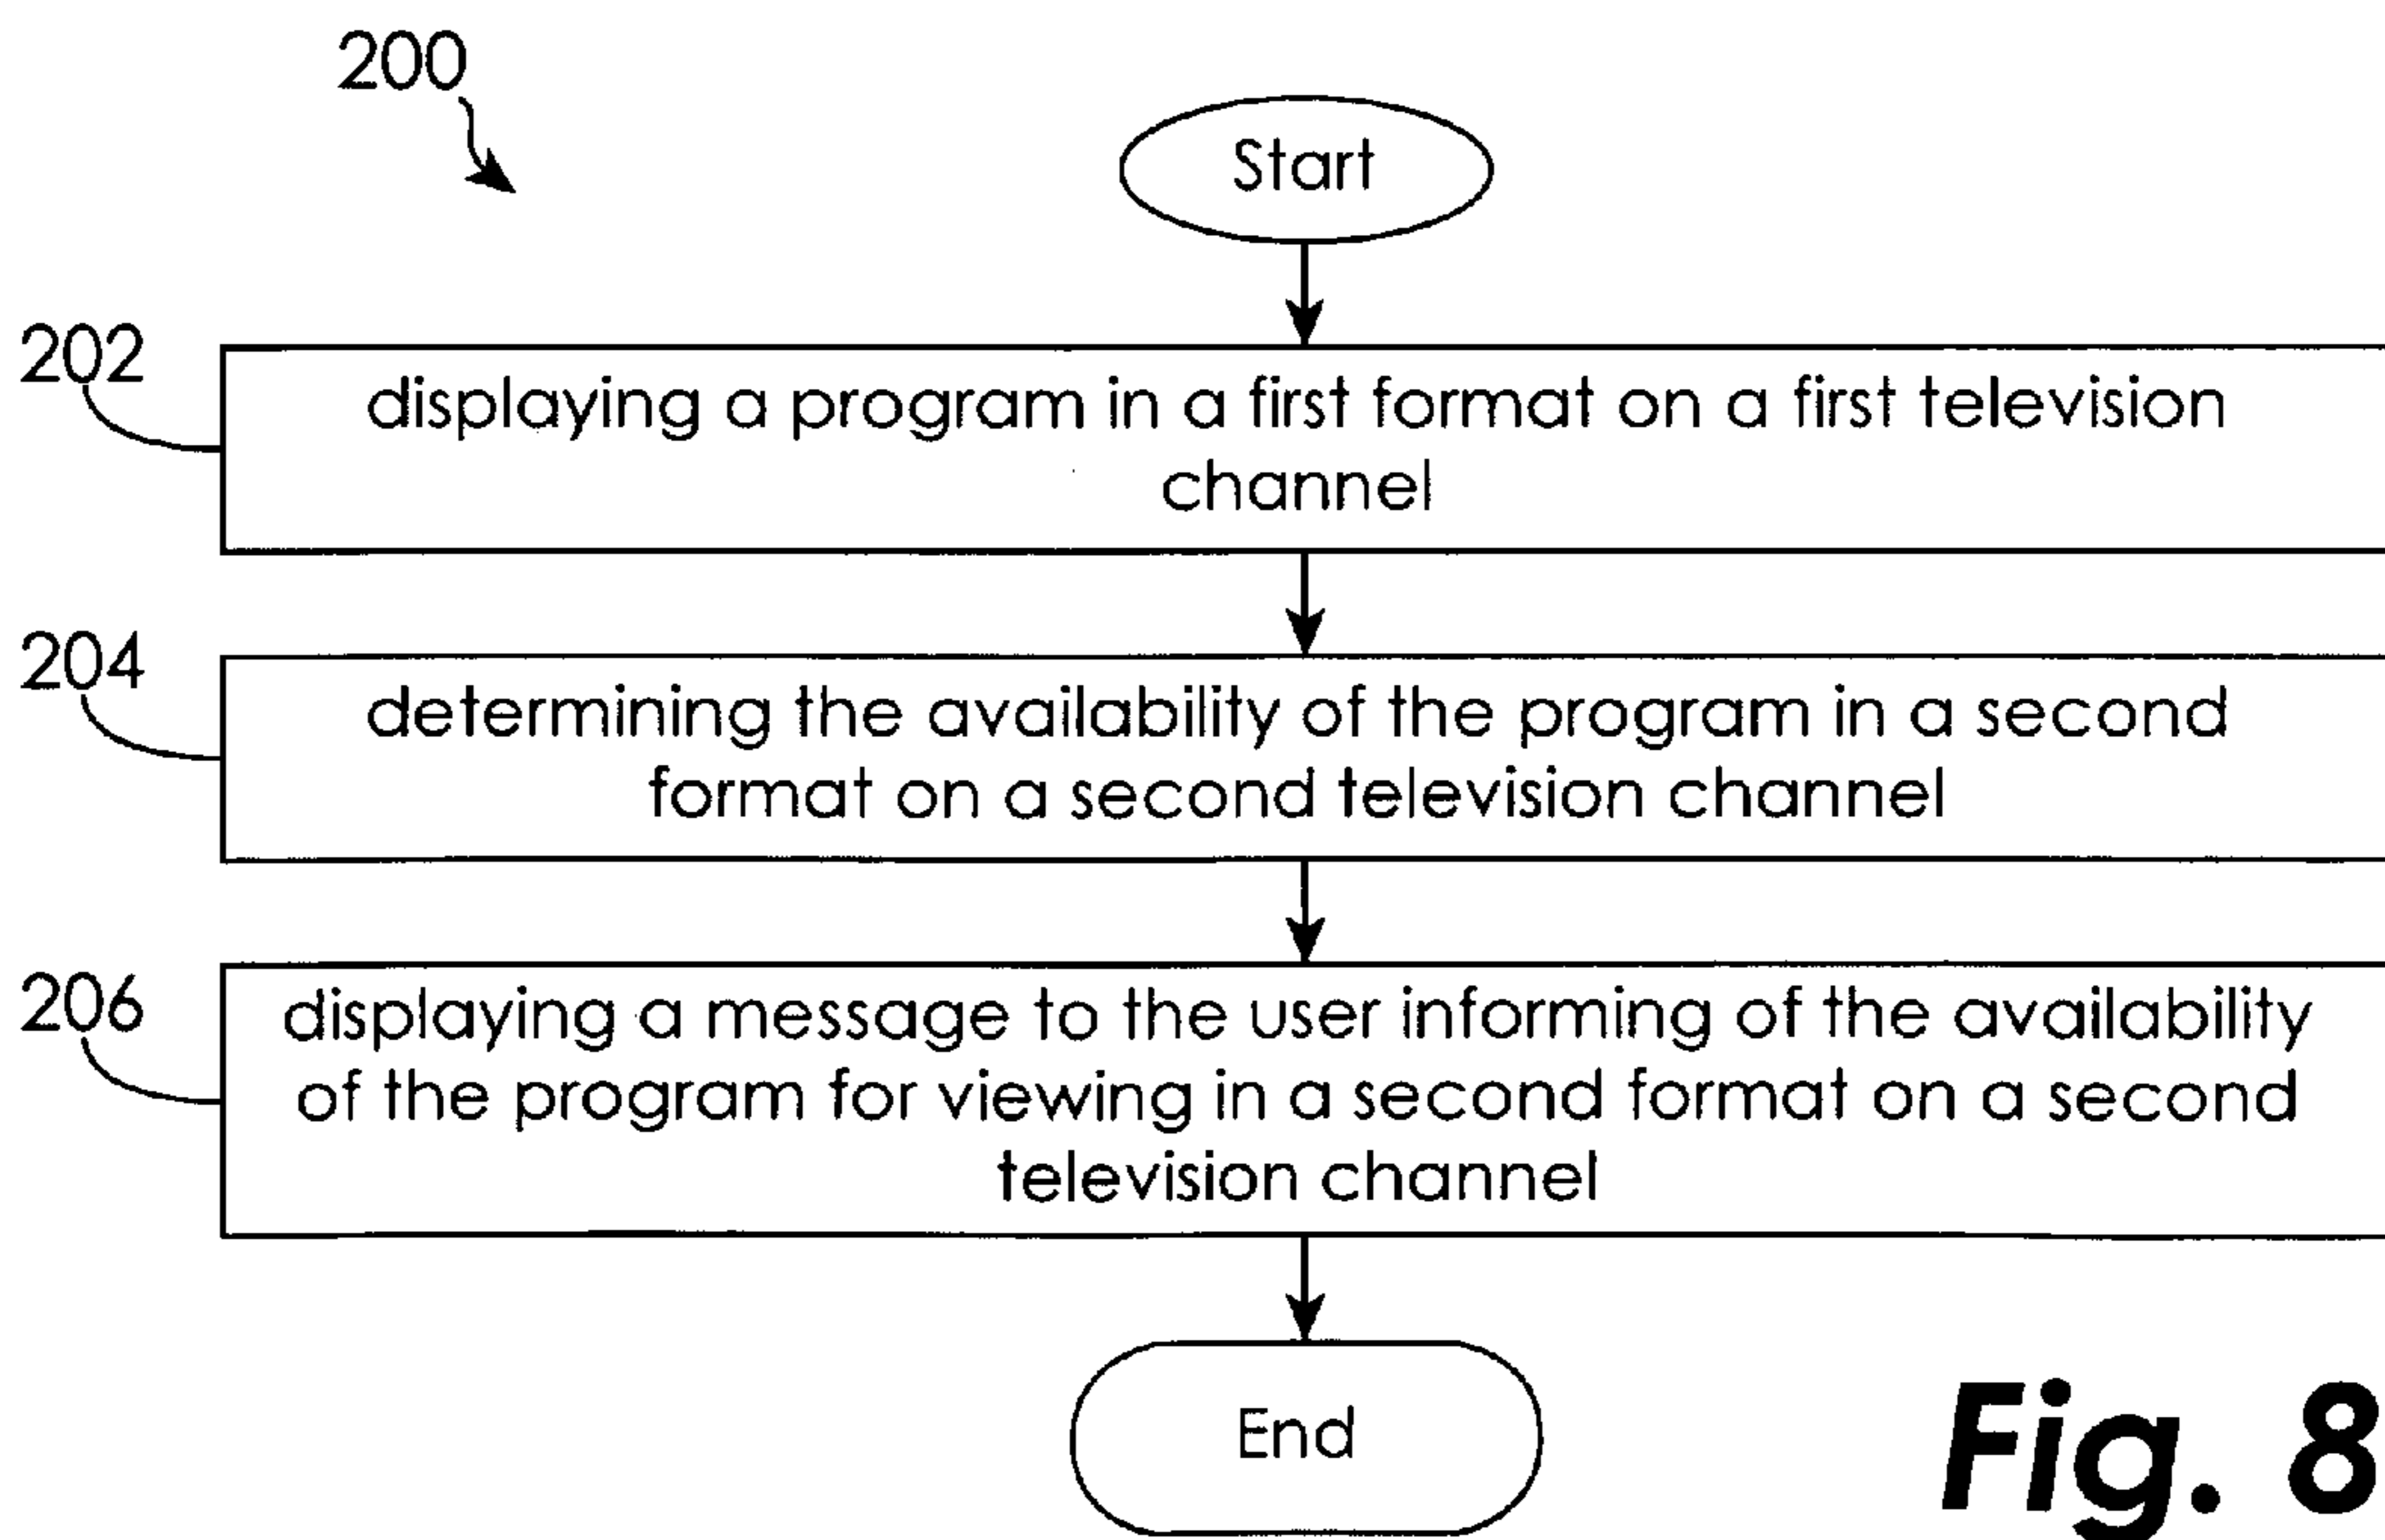 200
Start
202
displaying a program in a first format on a first television
channel
204
determining the availability of the program in a second
format on a second television channel
206
displaying a message to the user informing of the availability
of the program for viewing in a second format on a second
television channel
End
Fig. 8